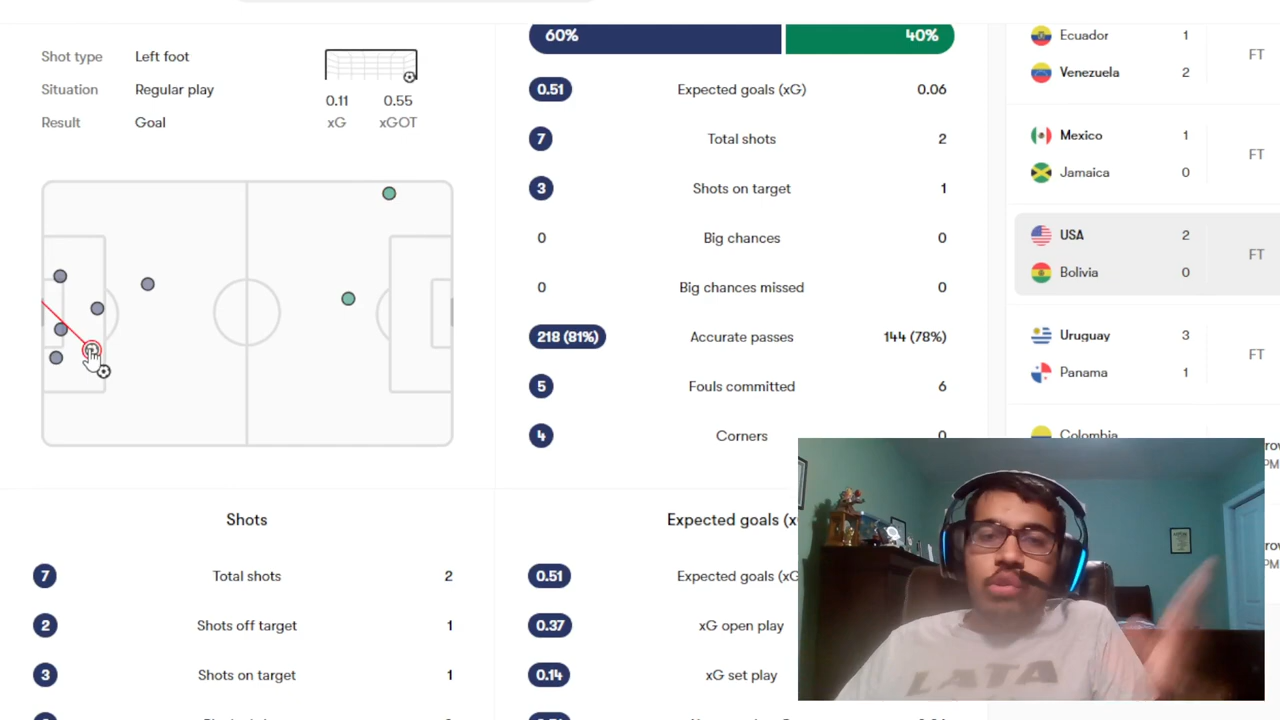 Shot type Left foot
Situation Regular play
Result Goal
0.11 0.55
xG xGOT
60% 40%
0.51 Expected goals (xG) 0.06
7 Total shots 2
3 Shots on target 1
0 Big chances 0
0 Big chances missed 0
218 (81%) Accurate passes 144 (78%)
5 Fouls committed 6
4 Corners 0
Ecuador 1
Venezuela 2
FT
Mexico 1
Jamaica 0
FT
USA 2
Bolivia 0
FT
Uruguay 3
Panama 1
FT
Colombia
Shots
7 Total shots 2
2 Shots off target 1
3 Shots on target 1
Expected goals (x
0.51 Expected goals (xG
0.37 xG open play
0.14 xG set play
LATA